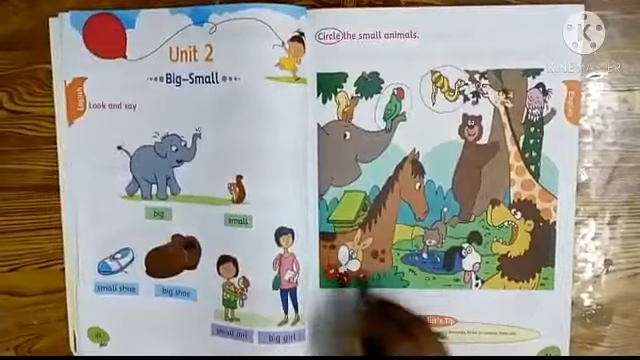 Unit 2
Big–Small
English
Look and say
big
small
small shoe
big shoe
small girl
big girl
Circle the small animals.
KINEMASTER
Tip